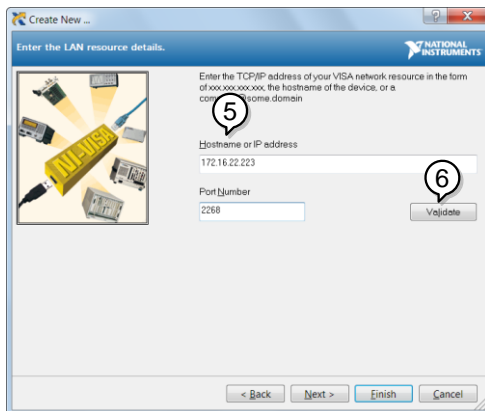 Create New ...
Enter the LAN resource details.
NATIONAL
INSTRUMENTS
Enter the TCP/IP address of your VISA network resource in the form
of xxx.xxx.xxx.xxx, the hostname of the device, or a
some.domain
5
Hostname or IP address
172.16.22.223
6
Port Number
2268
Validate
NI-VISA
< Back
Next >
Finish
Cancel